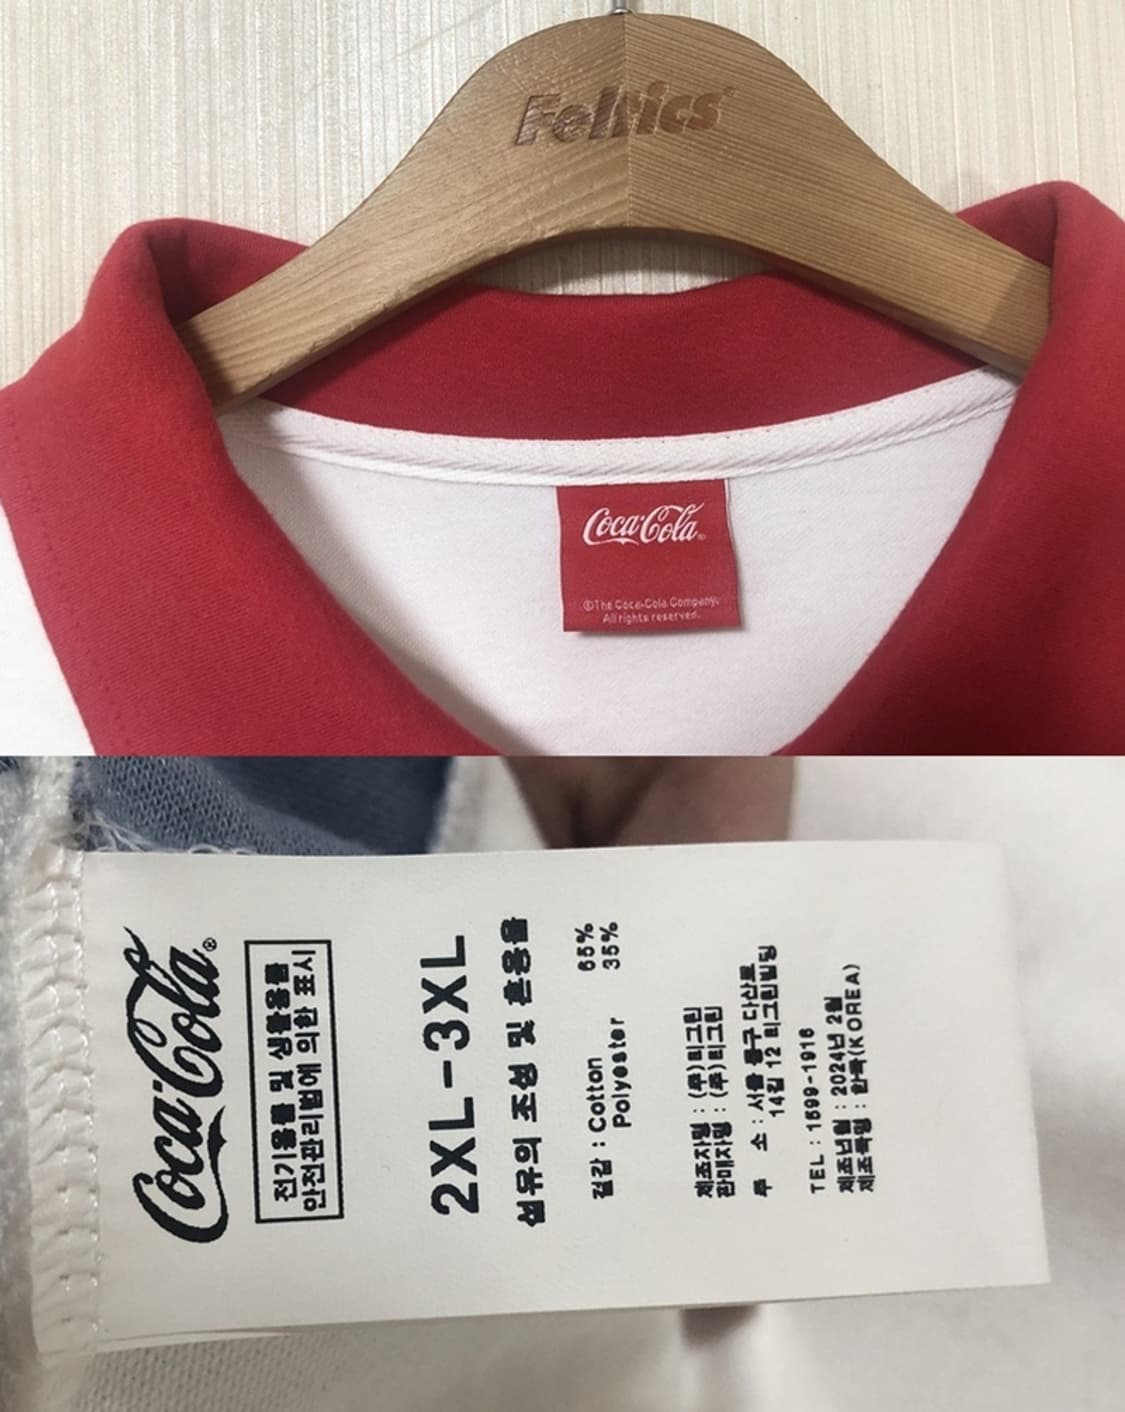 Feltics
Coca-Cola®
©The Coca-Cola Company.
All rights reserved.
Coca-Cola®
전기용품 및 생활용품
안전관리법에 의한 표시
2XL-3XL
섬유의 조성 및 혼용율
겉감 : Cotton 65%
Polyester 35%
제조자명 : (주)티그린
판매자명 : (주)티그린
주 소 : 서울 중구 다산로
14길 12 티그린빌딩
TEL : 1599-1916
제조년월 : 2024년 2월
제조국명 : 한국(KOREA)